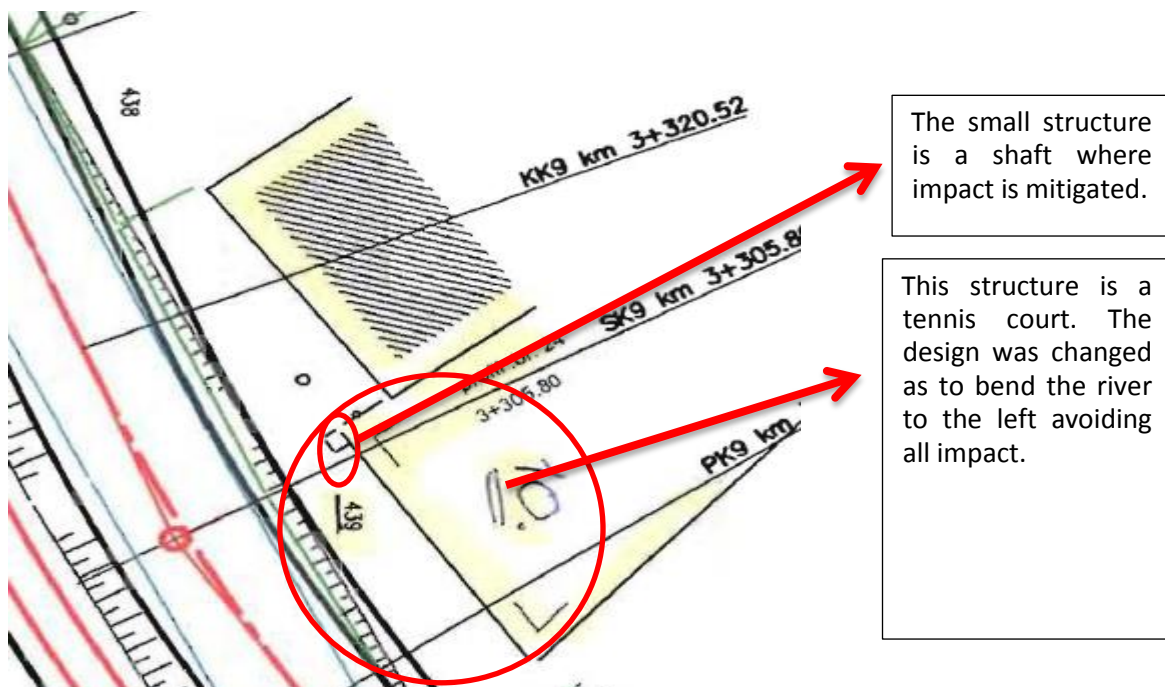 438
KK9 km 3+320.52
SK9 km 3+305.8
3+305.80
PK9 km
439
The small structure
is a shaft where
impact is mitigated.
This structure is a
tennis court. The
design was changed
as to bend the river
to the left avoiding
all impact.